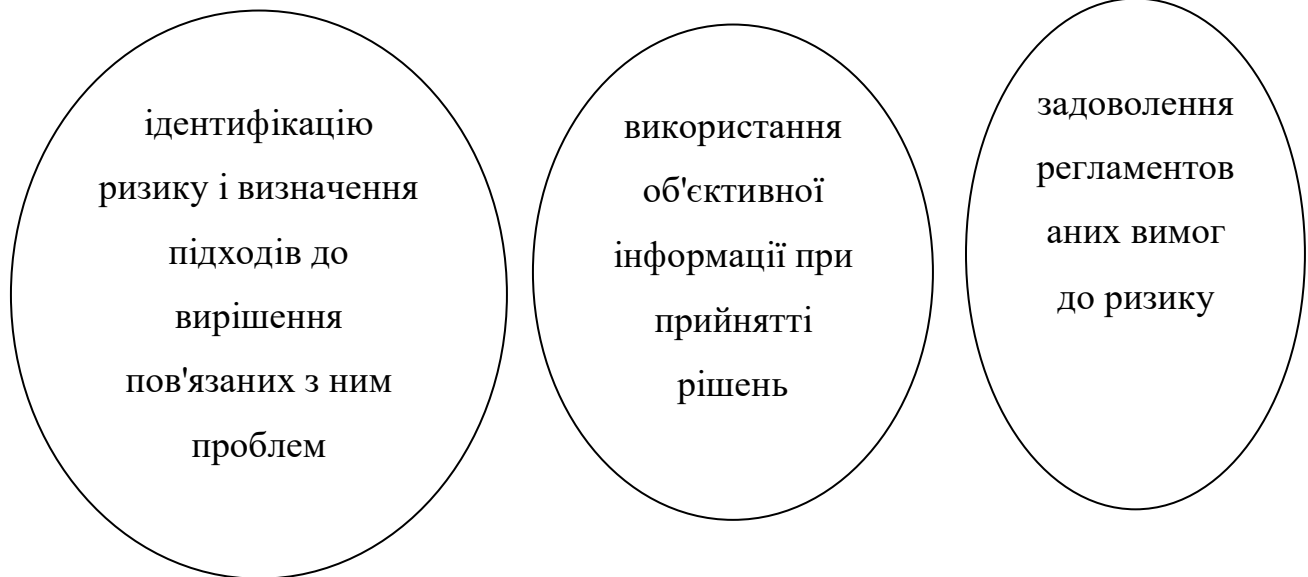 ідентифікацію
ризику і визначення
підходів до
вирішення
пов'язаних з ним
проблем
використання
об'єктивної
інформації при
прийнятті
рішень
задоволення
регламентов
аних вимог
до ризику